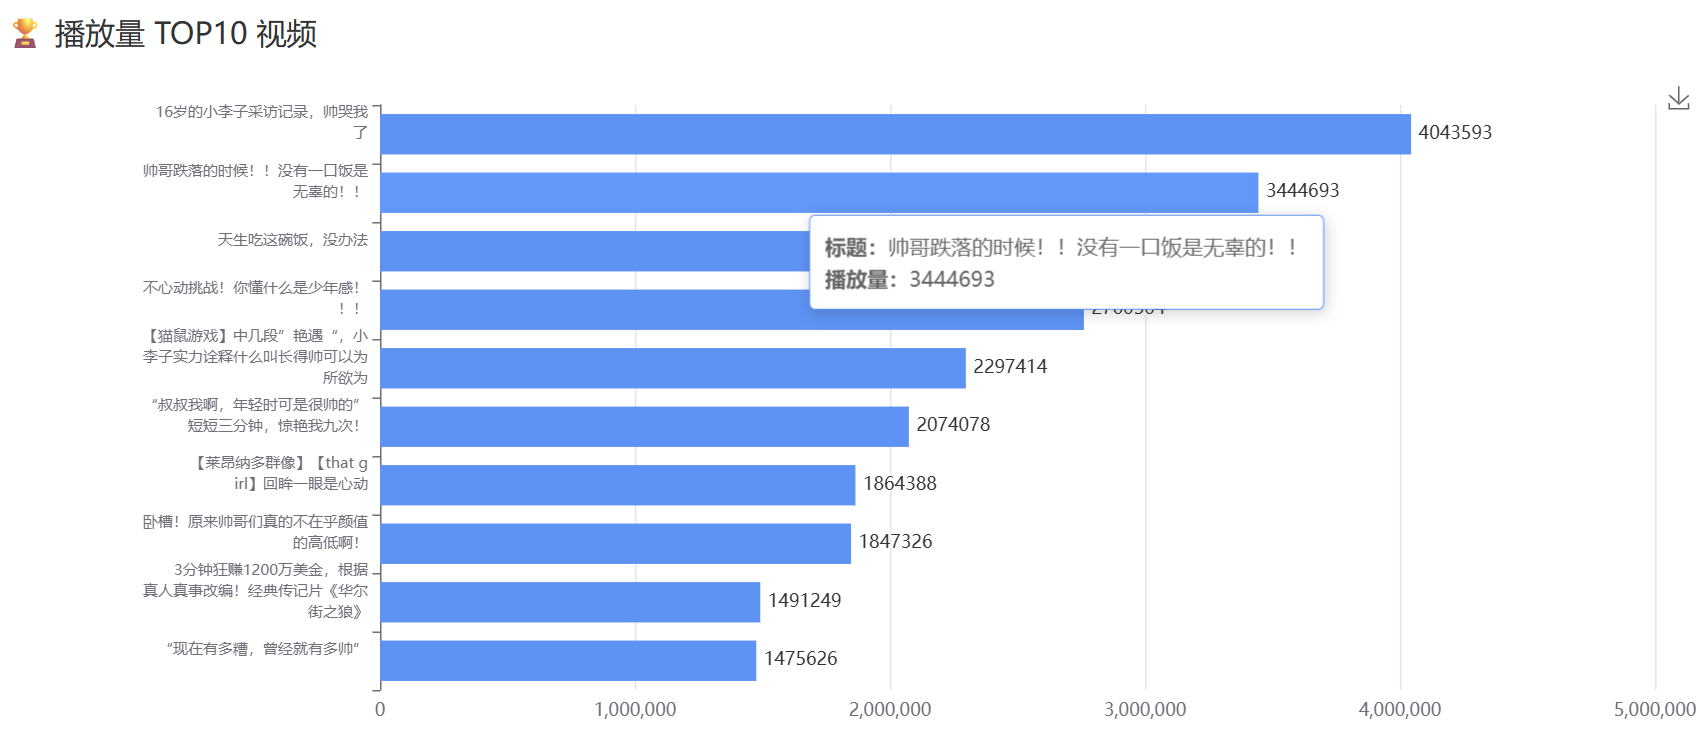 🏆 播放量 TOP10 视频
16岁的小李子采访记录，帅哭我
了
4043593
帅哥跌落的时候！！没有一口饭是
无辜的！！
3444693
天生吃这碗饭，没办法
标题：帅哥跌落的时候！！没有一口饭是无辜的！！
播放量：3444693
不心动挑战！你懂什么是少年感！
！！
【猫鼠游戏】中几段”艳遇“，小
李子实力诠释什么叫长得帅可以为
所欲为
2297414
“叔叔我啊，年轻时可是很帅的”
短短三分钟，惊艳我九次！
2074078
【莱昂纳多群像】【that g
irl】回眸一眼是心动
1864388
卧槽！原来帅哥们真的不在乎颜值
的高低啊！
1847326
3分钟狂赚1200万美金，根据
真人真事改编！经典传记片《华尔
街之狼》
1491249
“现在有多糟，曾经就有多帅”
1475626
0 1,000,000 2,000,000 3,000,000 4,000,000 5,000,000